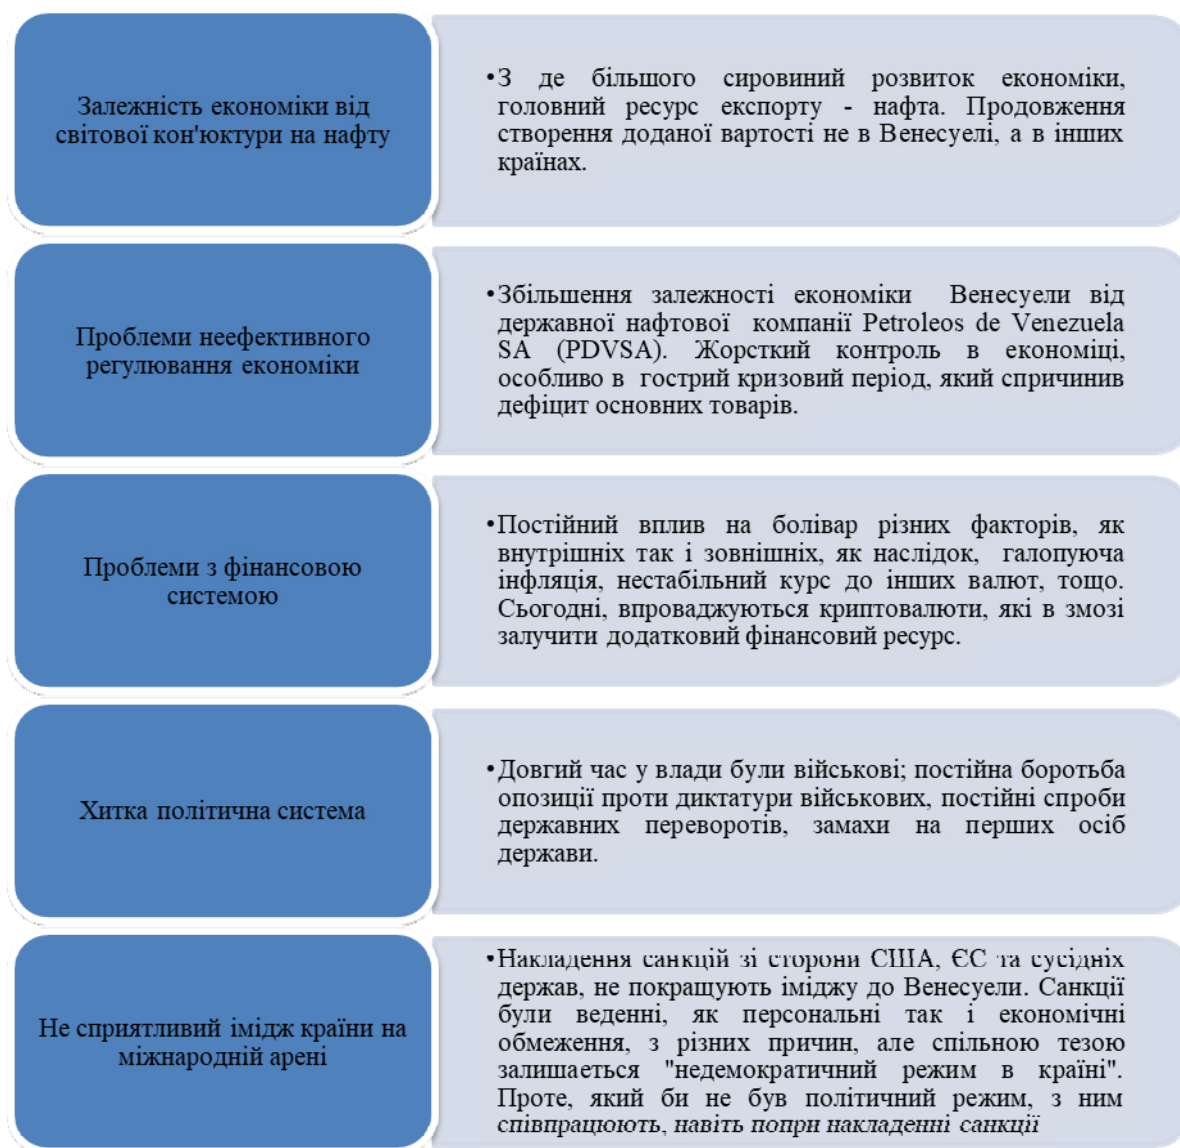 Залежність економіки від
світової кон'юктури на нафту
•З де більшого сировиний розвиток економіки,
головний ресурс експорту - нафта. Продовження
створення доданої вартості не в Венесуелі, а в інших
країнах.
Проблеми неефективного
регулювання економіки
•Збільшення залежності економіки Венесуели від
державної нафтової компанії Petroleos de Venezuela
SA (PDVSA). Жорсткий контроль в економіці,
особливо в гострий кризовий період, який спричинив
дефіцит основних товарів.
Проблеми з фінансовою
системою
•Постійний вплив на болівар різних факторів, як
внутрішніх так і зовнішніх, як наслідок, галопуюча
інфляція, нестабільний курс до інших валют, тощо.
Сьогодні, впроваджуються криптовалюти, які в змозі
залучити додатковий фінансовий ресурс.
Хитка політична система
•Довгий час у влади були військові; постійна боротьба
опозиції проти диктатури військових, постійні спроби
державних переворотів, замахи на перших осіб
держави.
Не сприятливий імідж країни на
міжнародній арені
•Накладення санкцій зі сторони США, ЄС та сусідніх
держав, не покращують іміджу до Венесуели. Санкції
були веденні, як персональні так і економічні
обмеження, з різних причин, але спільною тезою
залишаеться "недемократичний режим в країні".
Проте, який би не був політичний режим, з ним
співпрацюють, навіть попри накладенні санкції